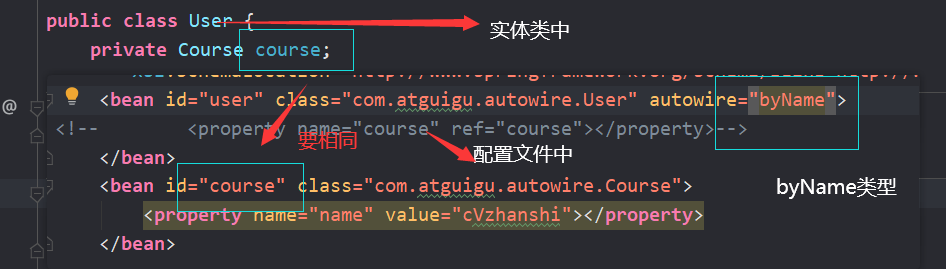 public class User {
实体类中
private Course course;
<bean id="user" class="com.atguigu.autowire.User" autowire="byName">
<!-- <property name="course" ref="course"></property>-->
要相同
配置文件中
</bean>
<bean id="course" class="com.atguigu.autowire.Course">
byName类型
<property name="name" value="cVzhanshi"></property>
</bean>